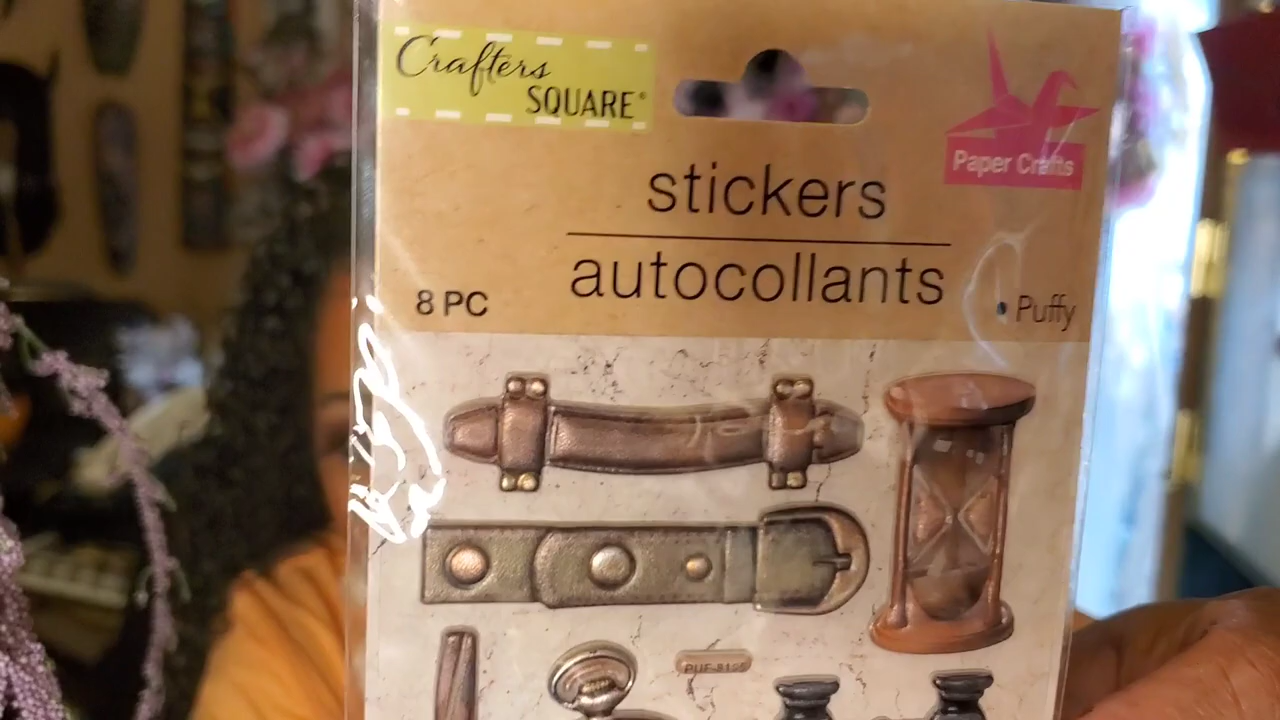 Crafters
SQUARE®
Paper Crafts
stickers
autocollants
8 PC
• Puffy